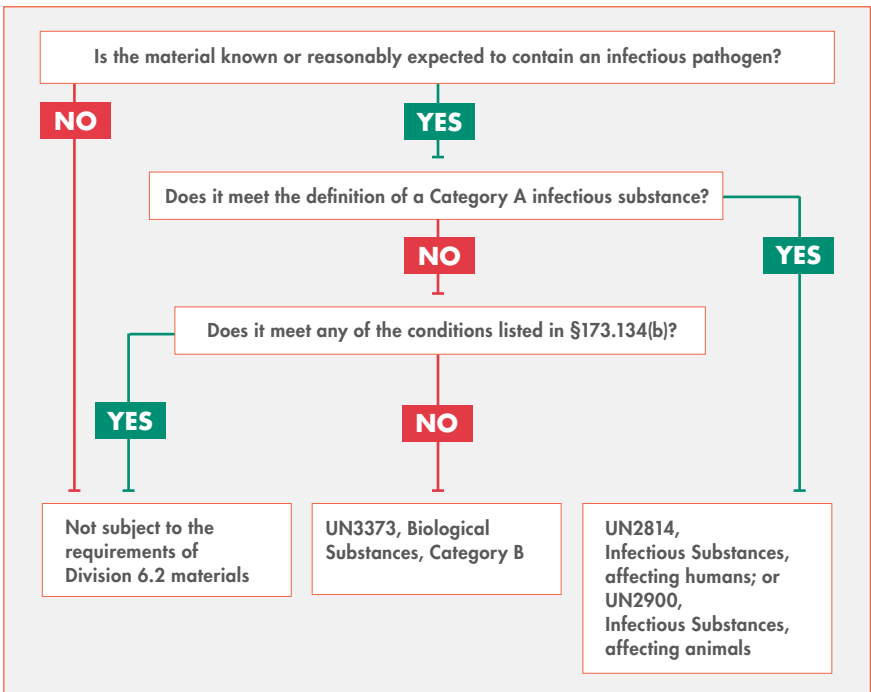 Is the material known or reasonably expected to contain an infectious pathogen?
NO
YES
Does it meet the definition of a Category A infectious substance?
NO
YES
Does it meet any of the conditions listed in §173.134(b)?
YES
NO
Not subject to the
requirements of
Division 6.2 materials
UN3373, Biological
Substances, Category B
UN2814,
Infectious Substances,
affecting humans; or
UN2900,
Infectious Substances,
affecting animals